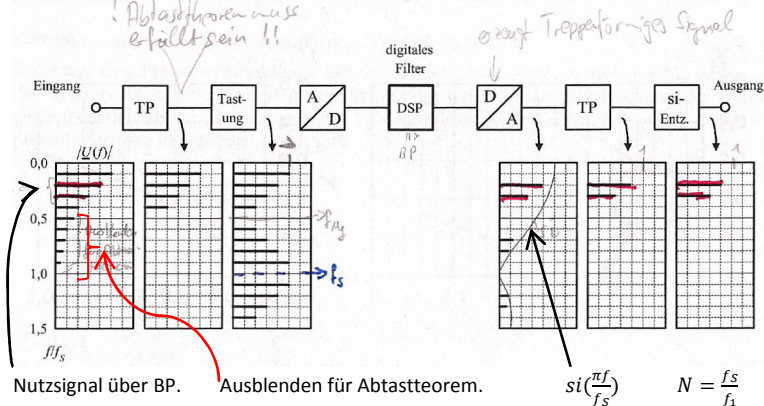 ! Abtasttheorem muss
erfüllt sein !!
erzeugt Treppenförmiges Signal
digitales
Filter
Eingang
TP
Tast-
ung
A
D
DSP
D
A
TP
si-
Entz.
Ausgang
BP
/U(f)/
0,0
0,5
1,0
1,5
f/fS
fS
Nutzsignal über BP.
Ausblenden für Abtastteorem.
si(πf/fS)
N = fS/f1